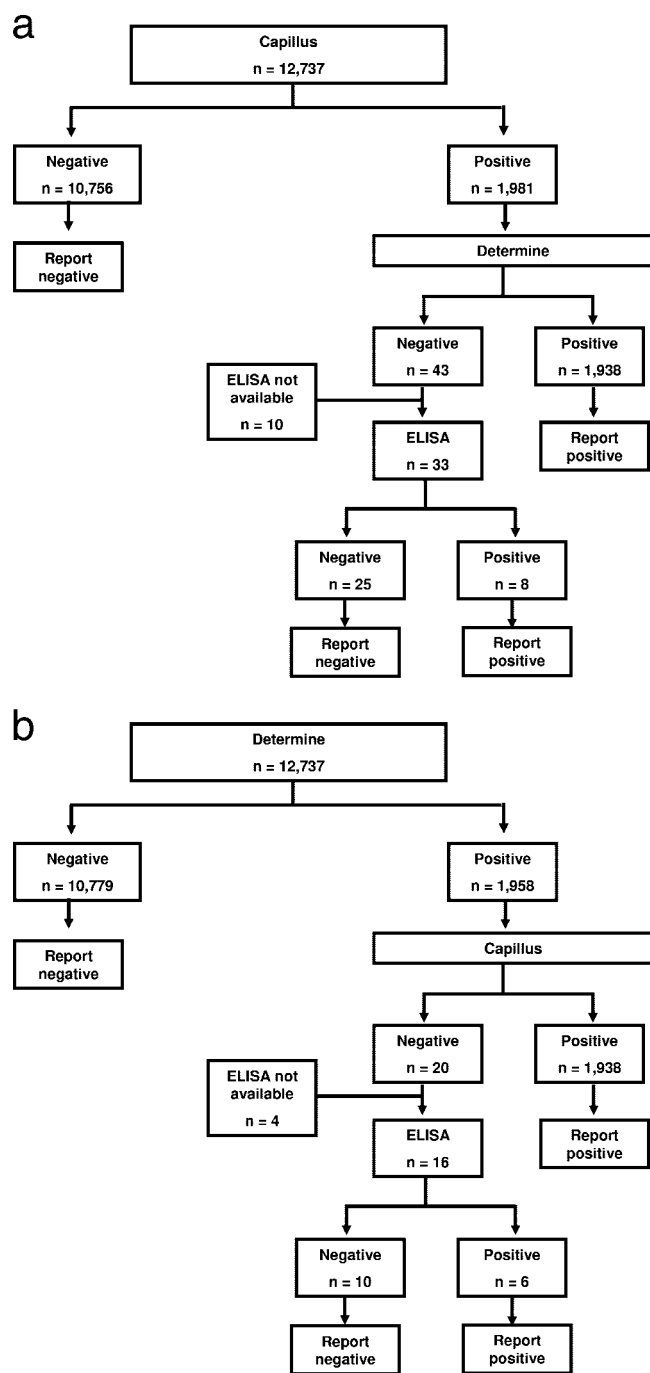 a
Capillus
n = 12,737
Negative
n = 10,756
Positive
n = 1,981
Report
negative
Determine
Negative
n = 43
Positive
n = 1,938
ELISA not
available
n = 10
ELISA
n = 33
Report
positive
Negative
n = 25
Positive
n = 8
Report
negative
Report
positive
b
Determine
n = 12,737
Negative
n = 10,779
Positive
n = 1,958
Report
negative
Capillus
Negative
n = 20
Positive
n = 1,938
ELISA not
available
n = 4
ELISA
n = 16
Report
positive
Negative
n = 10
Positive
n = 6
Report
negative
Report
positive